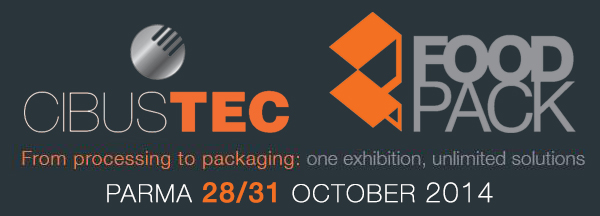 CIBUSTEC
FOOD
PACK
From processing to packaging: one exhibition, unlimited solutions
PARMA 28/31 OCTOBER 2014